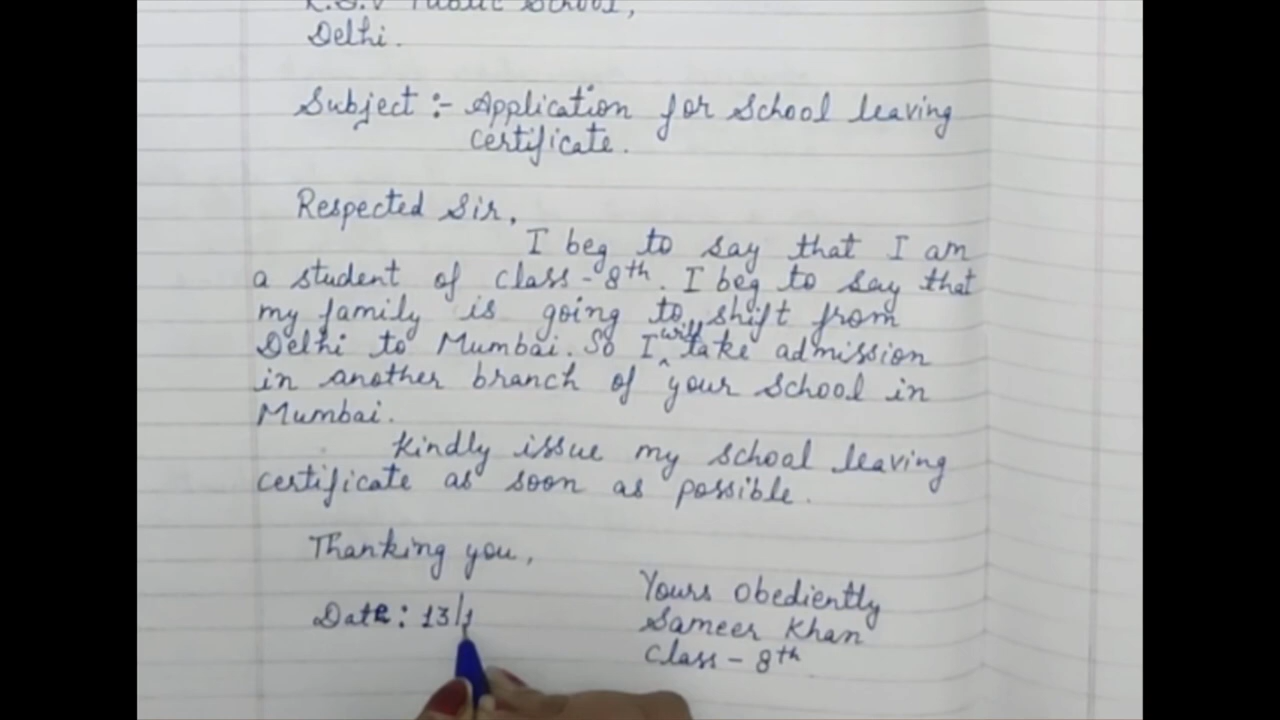 Public School,
Delhi.
Subject :- Application for School leaving
certificate.
Respected Sir,
I beg to say that I am
a student of class - 8th. I beg to say that
my family is going to shift from
Delhi to Mumbai. So I will take admission
in another branch of your School in
Mumbai.
Kindly issue my school leaving
certificate as soon as possible.
Thanking you,
Yours Obediently
Date : 13/1
Sameer Khan
Class - 8th